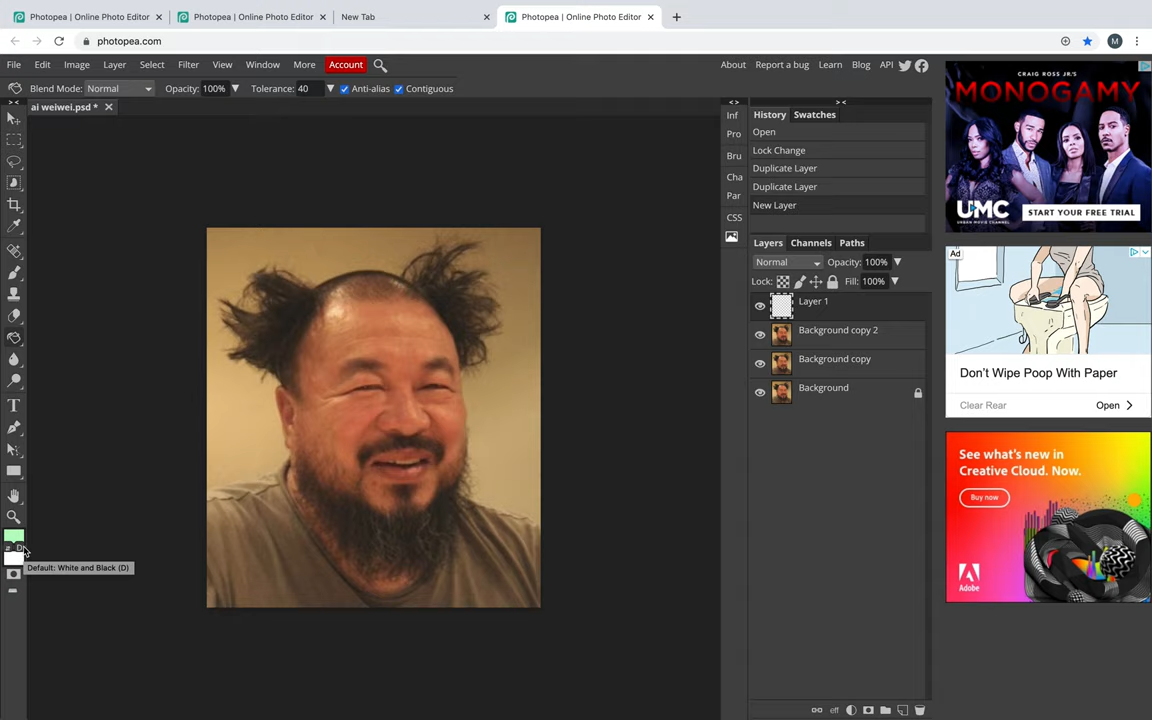 Photopea | Online Photo Editor
Photopea | Online Photo Editor
New Tab
Photopea | Online Photo Editor
photopea.com
M
File Edit Image Layer Select Filter View Window More Account
About Report a bug Learn Blog API
Blend Mode: Normal Opacity: 100% Tolerance: 40 Anti-alias Contiguous
ai weiwei.psd *
Inf
Pro
Bru
Cha
Par
CSS
History Swatches
Open
Lock Change
Duplicate Layer
Duplicate Layer
New Layer
Layers Channels Paths
Normal Opacity: 100%
Lock: Fill: 100%
Layer 1
Background copy 2
Background copy
Background
D
Default: White and Black (D)
eff
CRAIG ROSS JR.'S
MONOGAMY
UMC
URBAN MOVIE CHANNEL
START YOUR FREE TRIAL
Ad
Don't Wipe Poop With Paper
Clear Rear Open
See what's new in
Creative Cloud. Now.
Buy now
Adobe